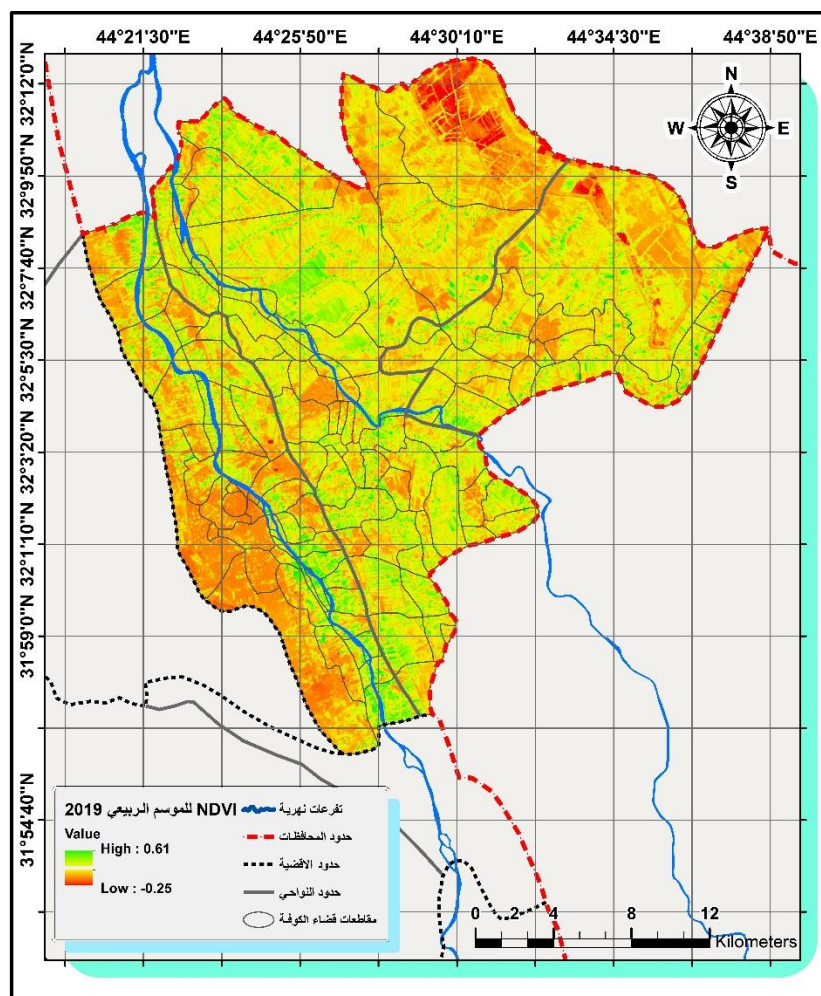 44°21'30"E 44°25'50"E 44°30'10"E 44°34'30"E 44°38'50"E
32°12'0"N
32°9'50"N
32°7'40"N
32°5'30"N
32°3'20"N
32°1'10"N
31°59'0"N
31°54'40"N
N
W E
S
NDVI للموسم الربيعي 2019
Value
High : 0.61
Low : -0.25
تفرعات نهرية
حدود المحافظات
حدود الاقضية
حدود النواحي
مقاطعات قضاء الكوفة
0 2 4 8 12
Kilometers